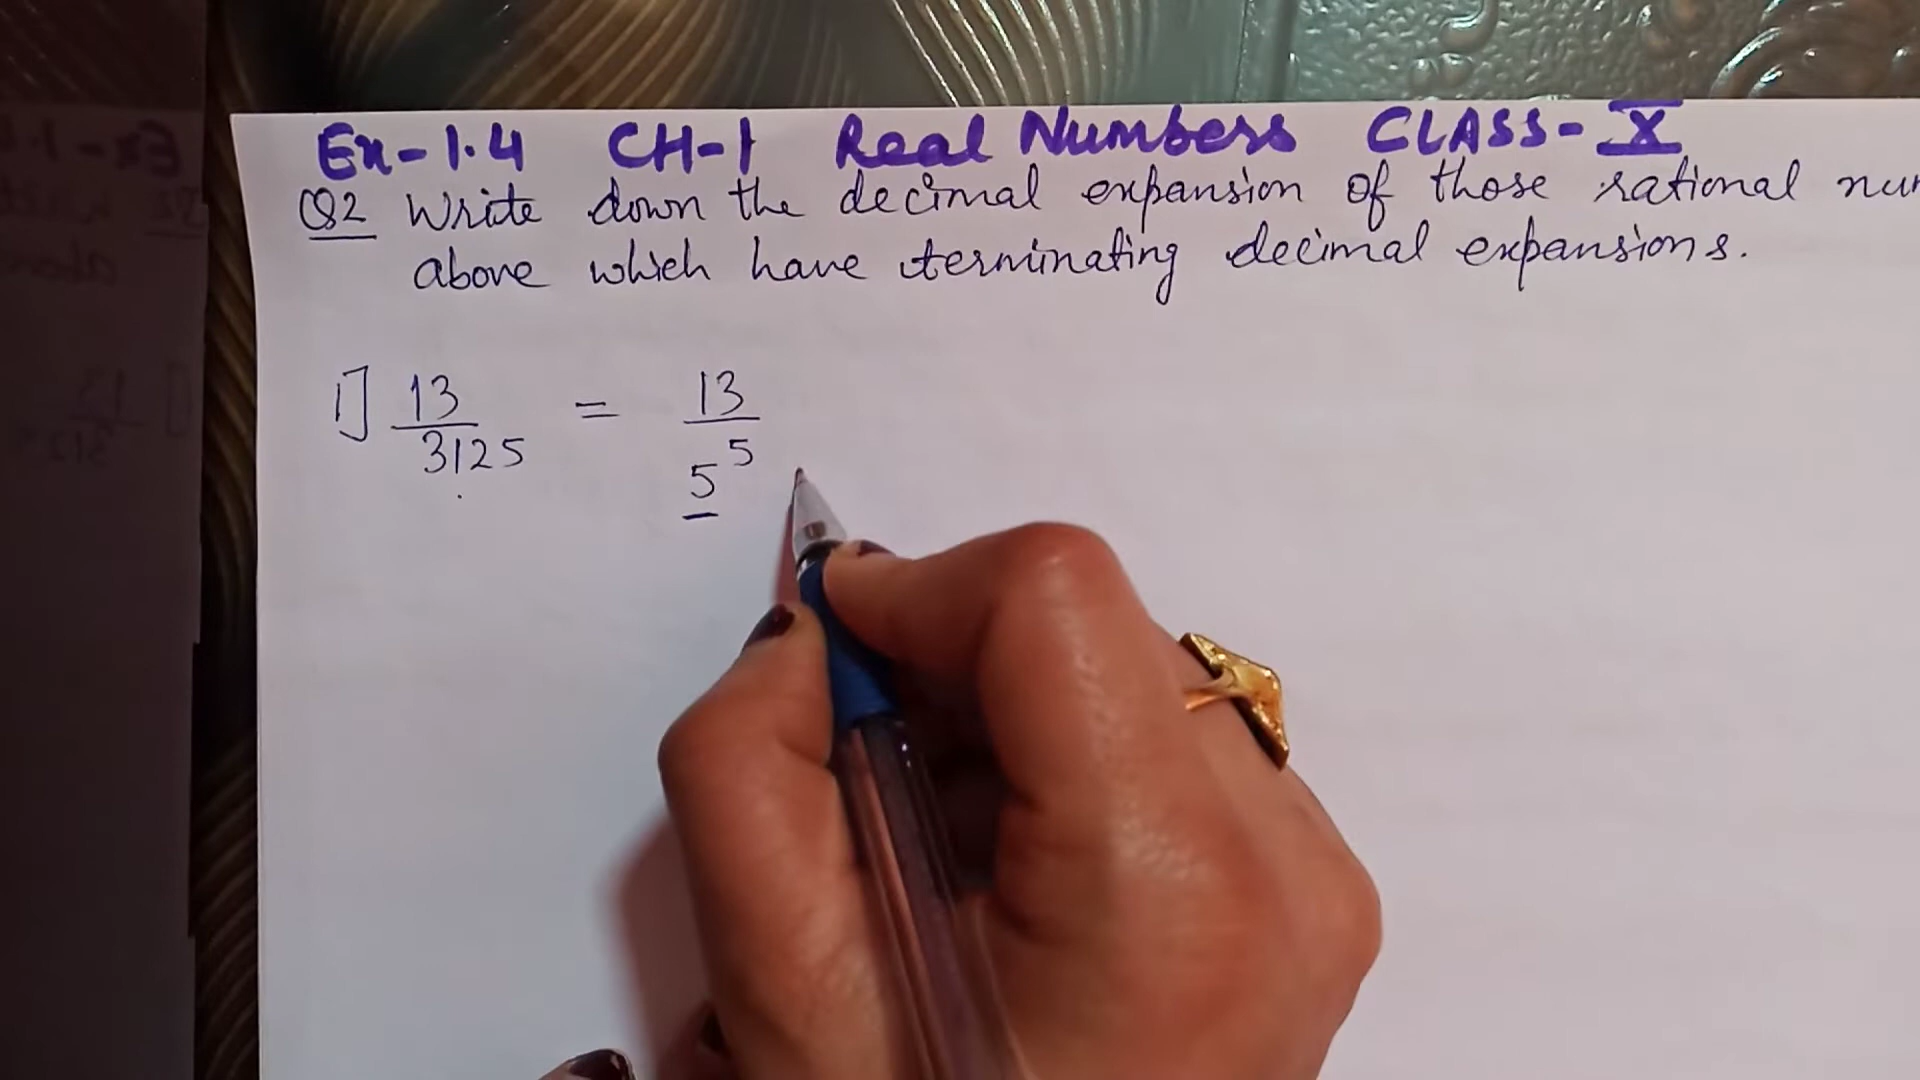 Ex-1.4 CH-1 Real Numbers CLASS-X
Q2 Write down the decimal expansion of those rational
above which have terminating decimal expansions.
1] 13/3125 = 13/5^5